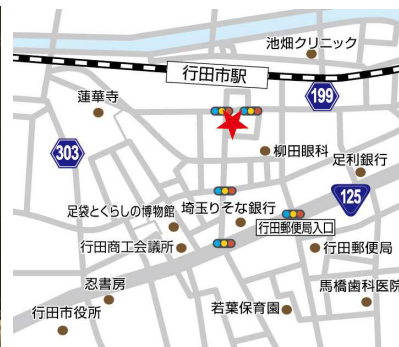 池畑クリニック
行田市駅
199
蓮華寺
柳田眼科
303
足利銀行
125
足袋とくらしの博物館
埼玉りそな銀行
行田郵便局入口
行田商工会議所
行田郵便局
忍書房
馬橋歯科医院
行田市役所
若葉保育園